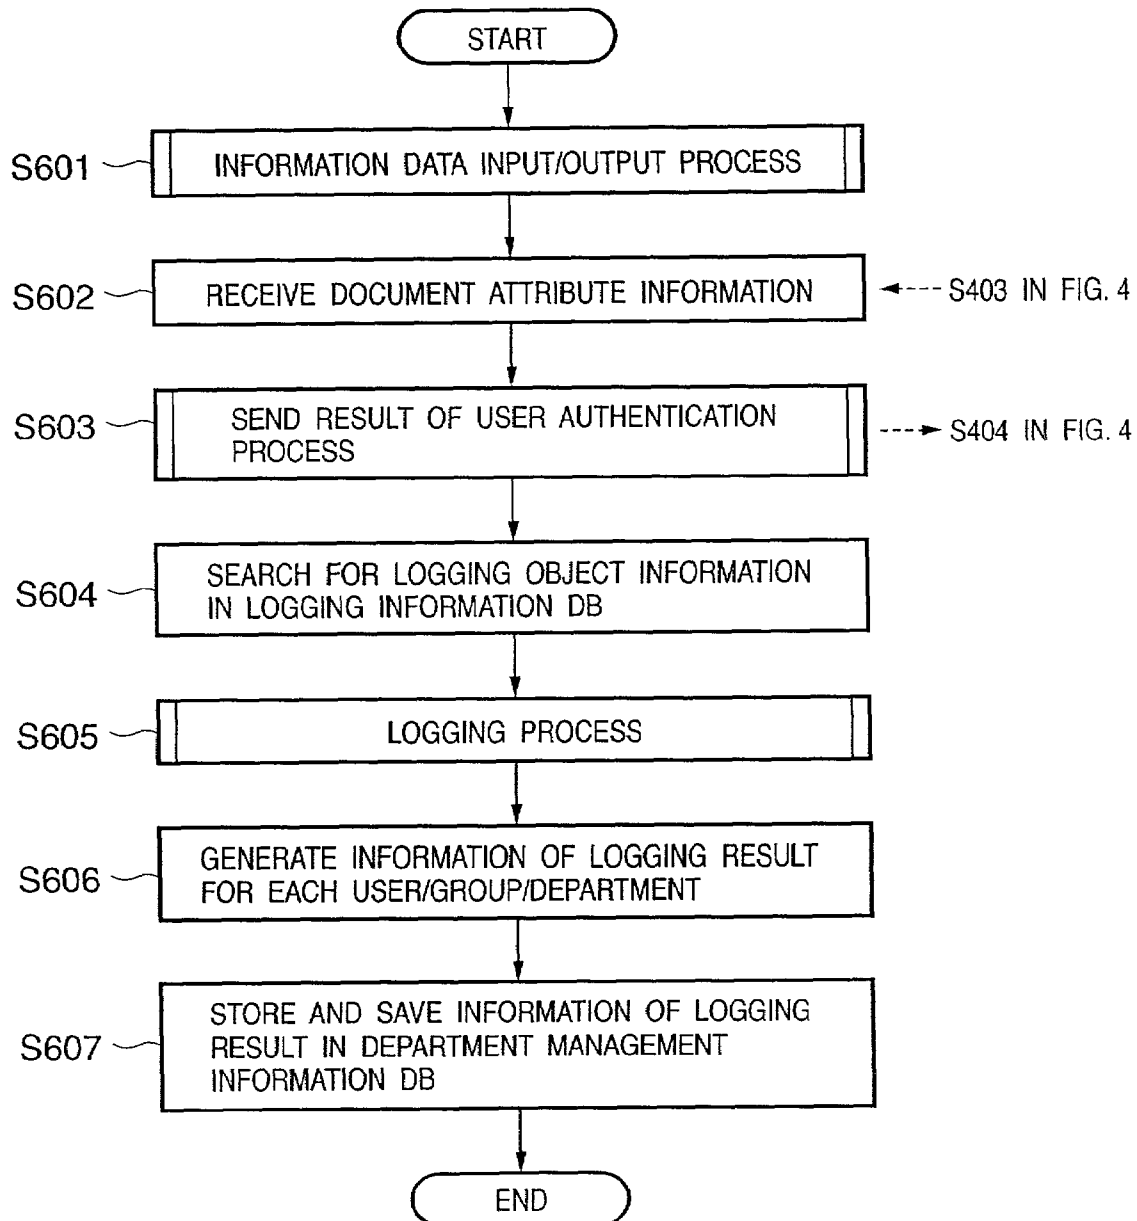 START
S601
INFORMATION DATA INPUT/OUTPUT PROCESS
S602
RECEIVE DOCUMENT ATTRIBUTE INFORMATION
S403 IN FIG. 4
S603
SEND RESULT OF USER AUTHENTICATION
PROCESS
S404 IN FIG. 4
S604
SEARCH FOR LOGGING OBJECT INFORMATION
IN LOGGING INFORMATION DB
S605
LOGGING PROCESS
S606
GENERATE INFORMATION OF LOGGING RESULT
FOR EACH USER/GROUP/DEPARTMENT
S607
STORE AND SAVE INFORMATION OF LOGGING
RESULT IN DEPARTMENT MANAGEMENT
INFORMATION DB
END